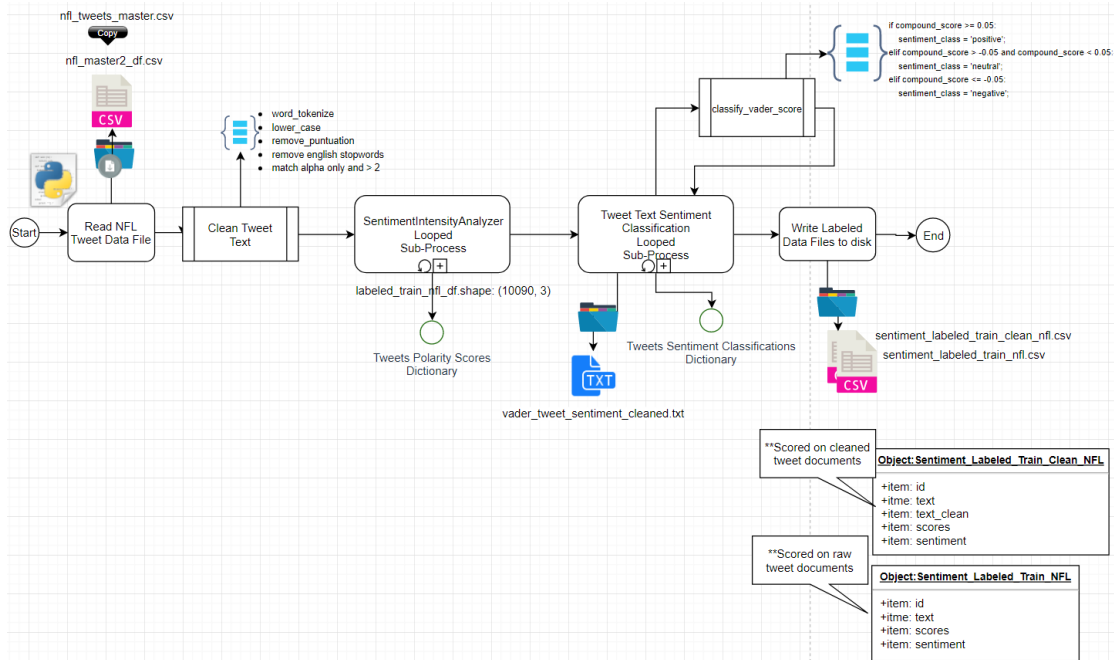 nfl_tweets_master.csv
Copy
nfl_master2_df.csv
CSV
Start
Read NFL
Tweet Data File
Clean Tweet
Text
word_tokenize
lower_case
remove_puntuation
remove english stopwords
match alpha only and > 2
SentimentIntensityAnalyzer
Looped
Sub-Process
labeled_train_nfl_df.shape: (10090, 3)
Tweets Polarity Scores
Dictionary
Tweet Text Sentiment
Classification
Looped
Sub-Process
TXT
vader_tweet_sentiment_cleaned.txt
Tweets Sentiment Classifications
Dictionary
classify_vader_score
if compound_score >= 0.05:
sentiment_class = 'positive';
elif compound_score > -0.05 and compound_score < 0.05:
sentiment_class = 'neutral';
elif compound_score <= -0.05:
sentiment_class = 'negative';
Write Labeled
Data Files to disk
End
sentiment_labeled_train_clean_nfl.csv
sentiment_labeled_train_nfl.csv
CSV
**Scored on cleaned
tweet documents
Object:Sentiment_Labeled_Train_Clean_NFL
+item: id
+itme: text
+item: text_clean
+item: scores
+item: sentiment
**Scored on raw
tweet documents
Object:Sentiment_Labeled_Train_NFL
+item: id
+itme: text
+item: scores
+item: sentiment